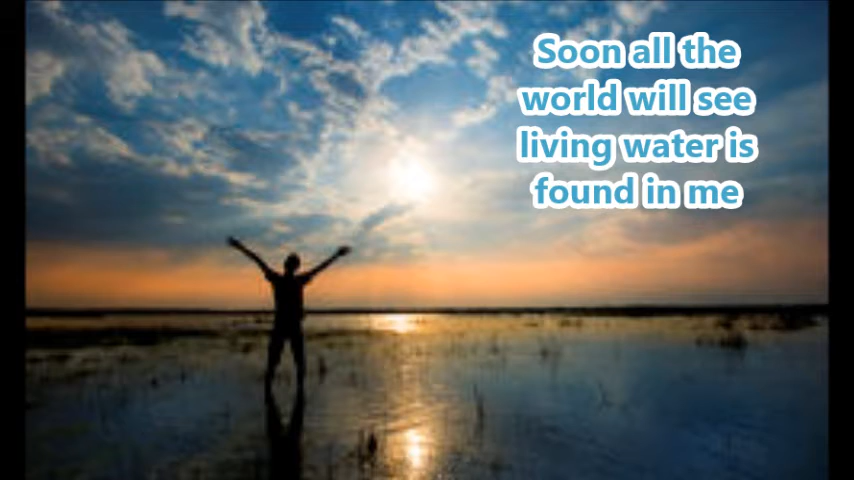 Soon all the
world will see
living water is
found in me